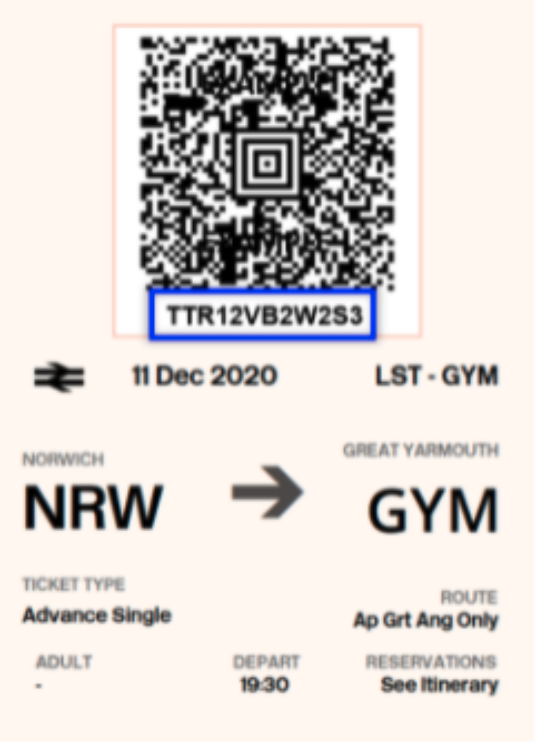 TTR12VB2W2S3
11 Dec 2020 LST - GYM
NORWICH GREAT YARMOUTH
NRW GYM
TICKET TYPE ROUTE
Advance Single Ap Grt Ang Only
ADULT DEPART RESERVATIONS
- 19:30 See Itinerary